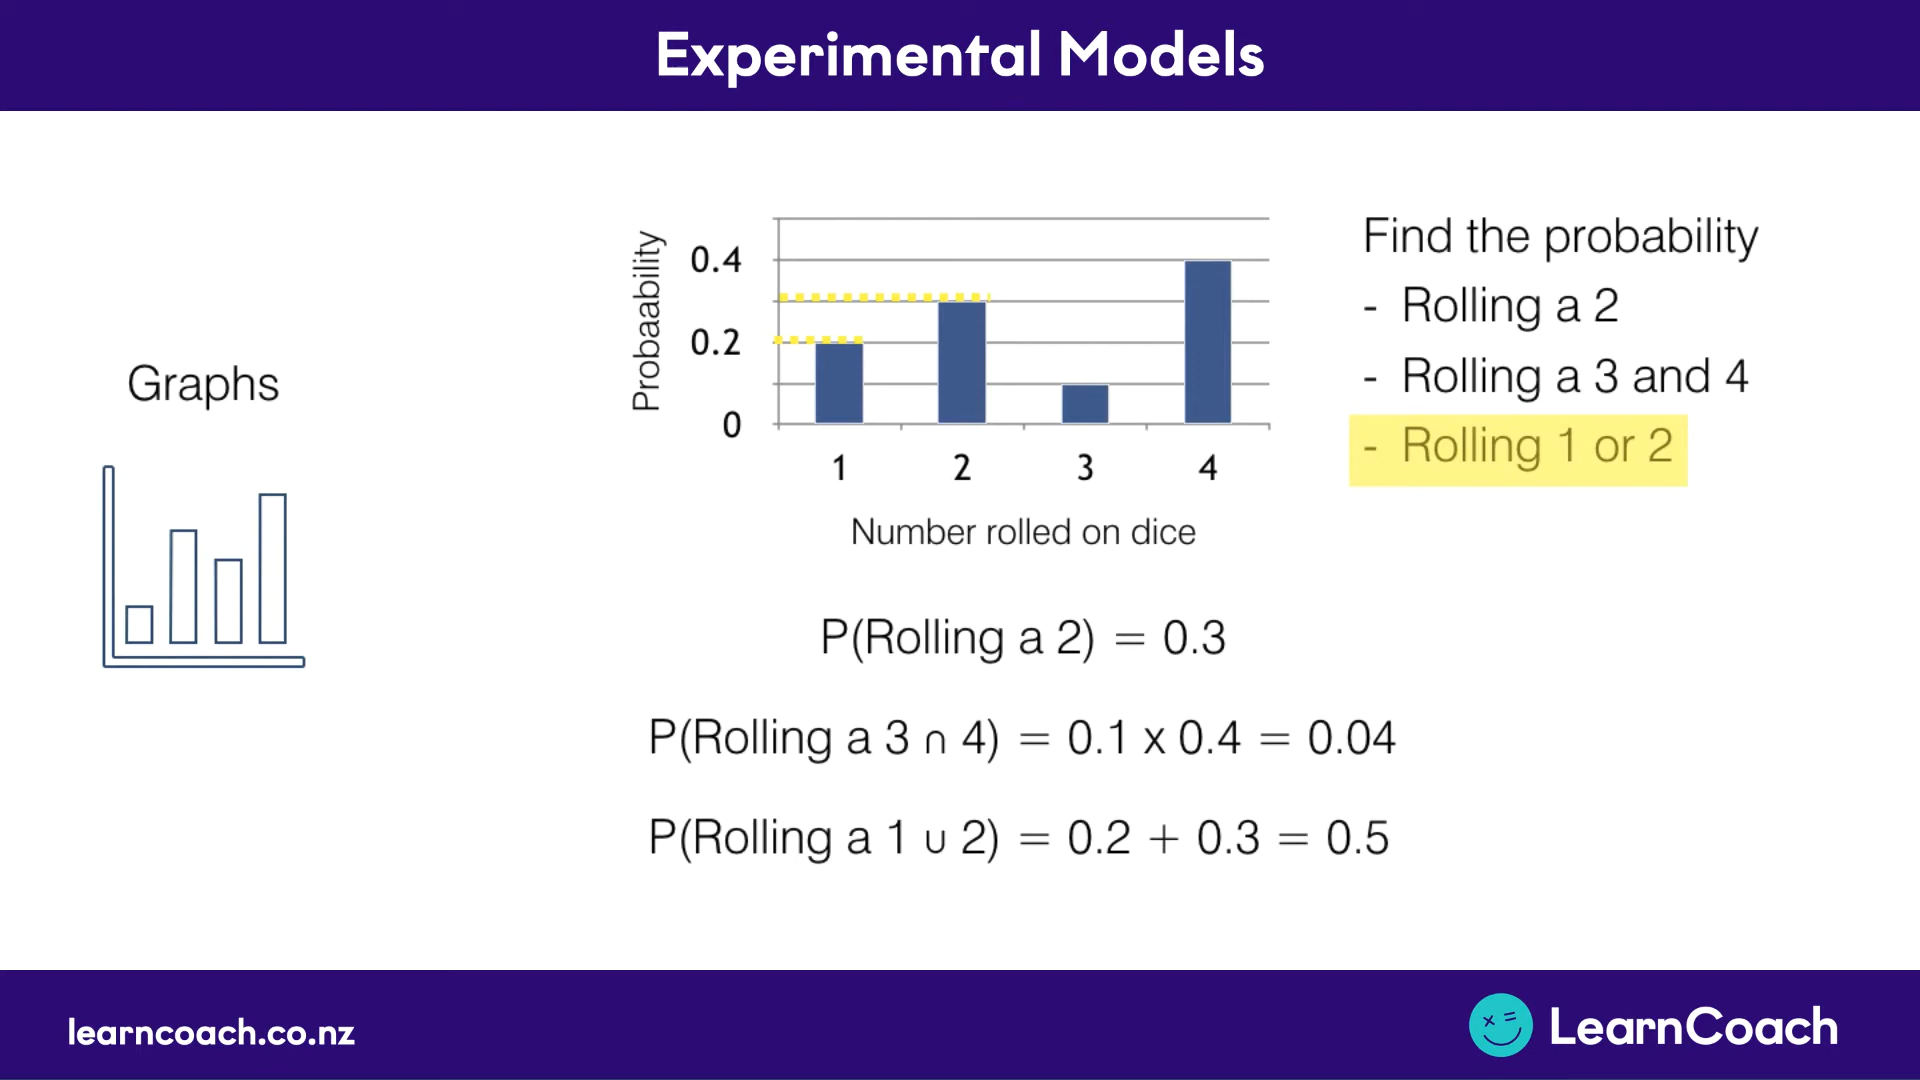 Experimental Models
Graphs
Probaability
0.4
0.2
0
1 2 3 4
Number rolled on dice
Find the probability
- Rolling a 2
- Rolling a 3 and 4
- Rolling 1 or 2
P(Rolling a 2) = 0.3
P(Rolling a 3 ∩ 4) = 0.1 x 0.4 = 0.04
P(Rolling a 1 ∪ 2) = 0.2 + 0.3 = 0.5
learncoach.co.nz
LearnCoach